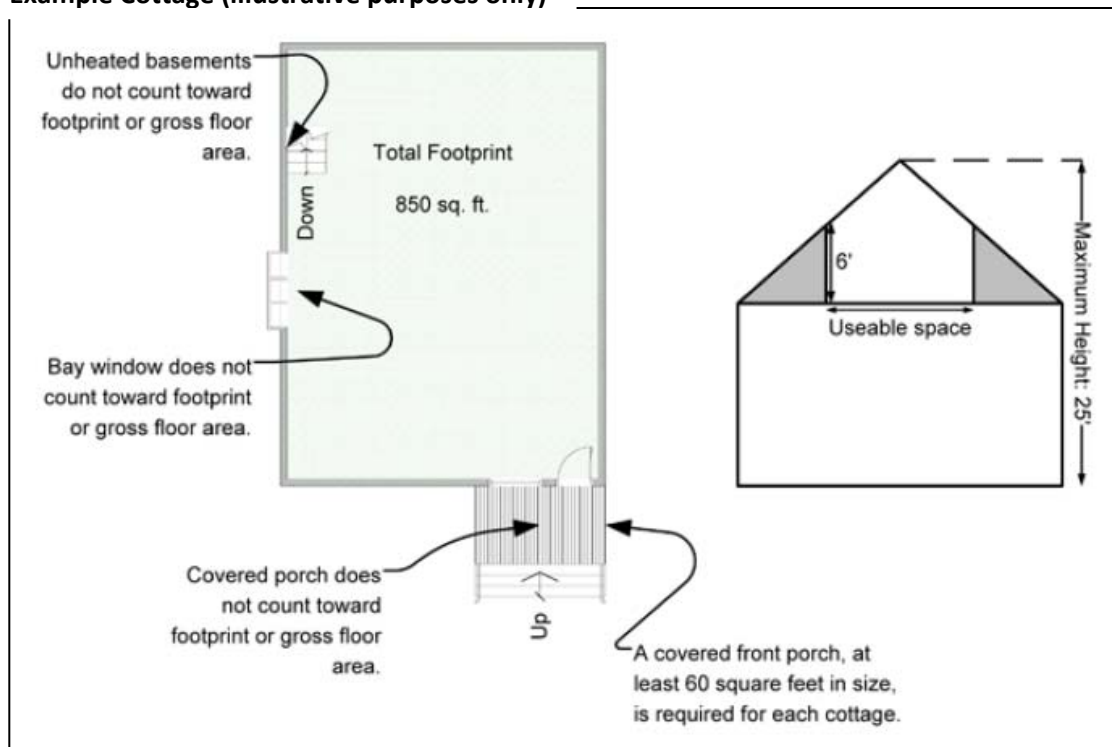 Example Cottage (illustrative purposes only)
Unheated basements
do not count toward
footprint or gross floor
area.
Total Footprint
850 sq. ft.
Down
6'
Useable space
Maximum Height: 25'
Bay window does not
count toward footprint
or gross floor area.
Covered porch does
not count toward
footprint or gross floor
area.
Up
A covered front porch, at
least 60 square feet in size,
is required for each cottage.